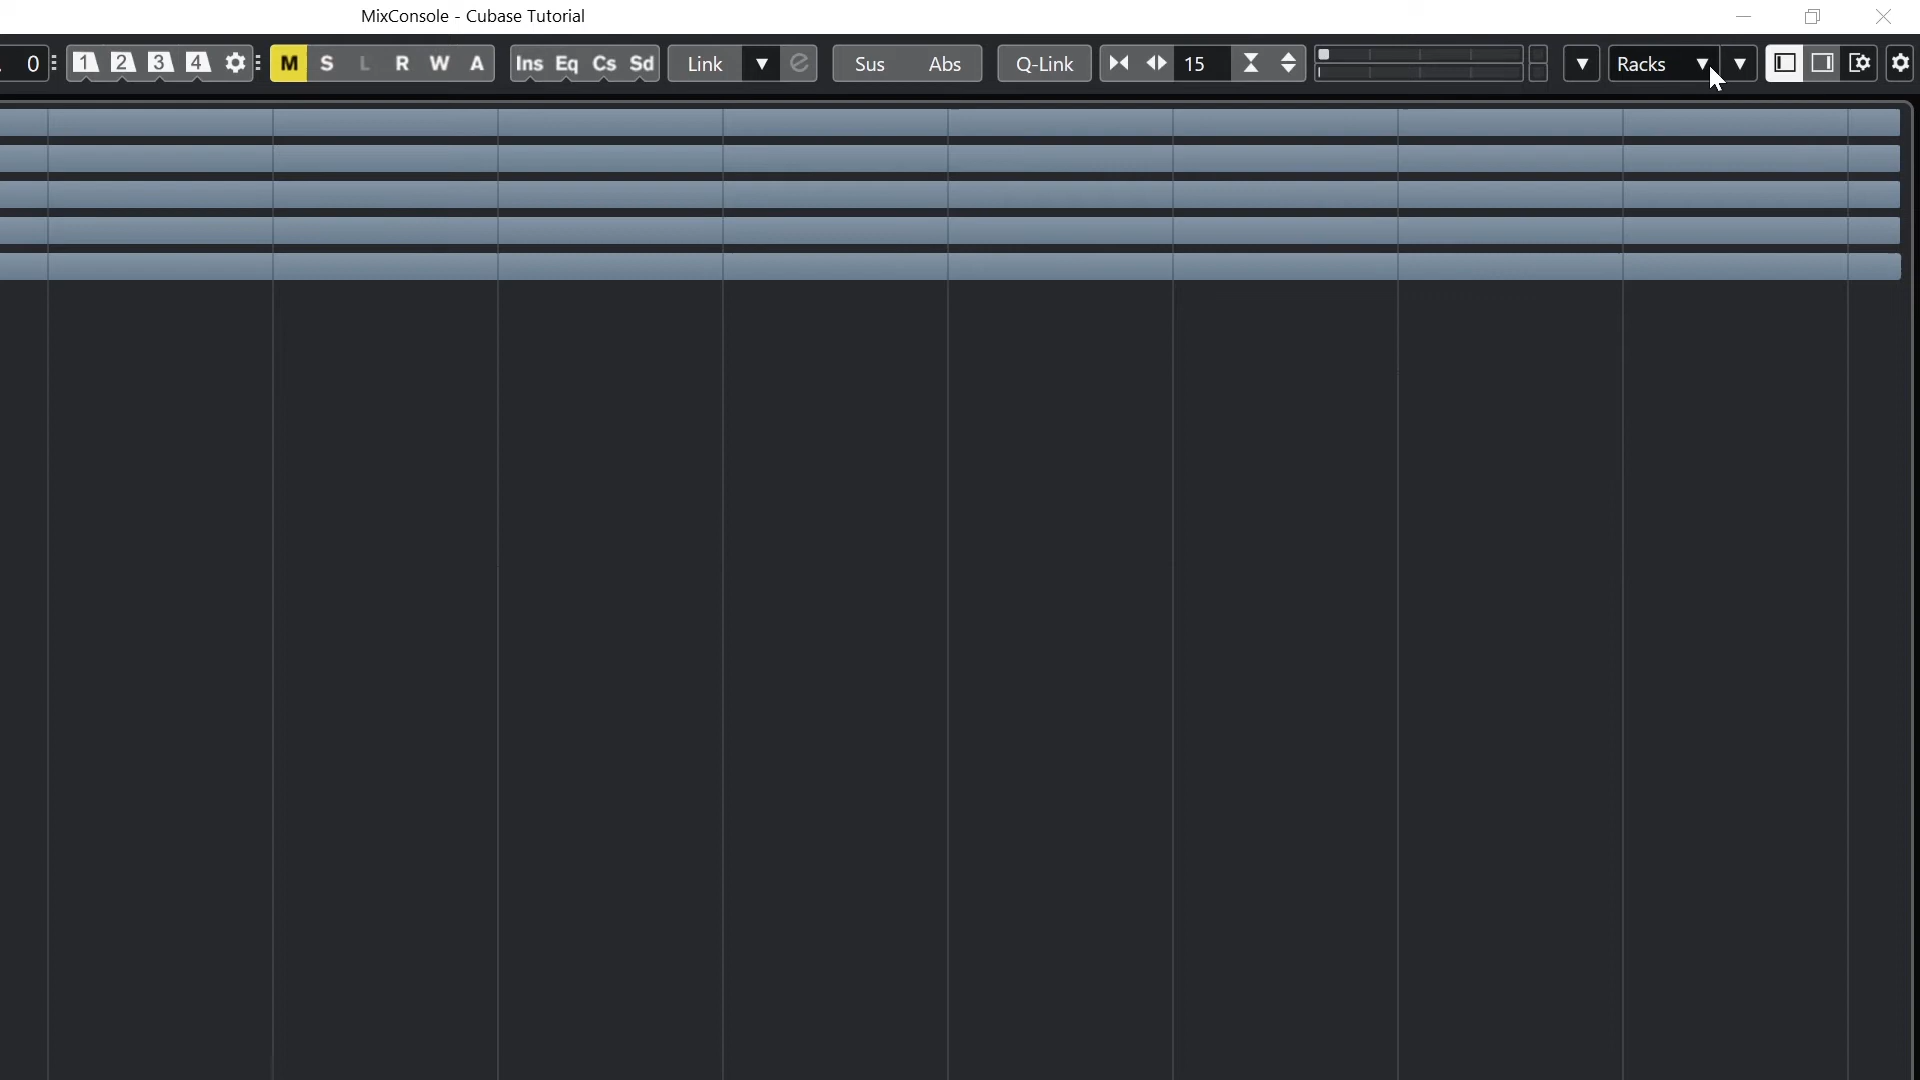 MixConsole - Cubase Tutorial
0 1 2 3 4 M S L R W A Ins Eq Cs Sd Link e Sus Abs Q-Link 15 Racks